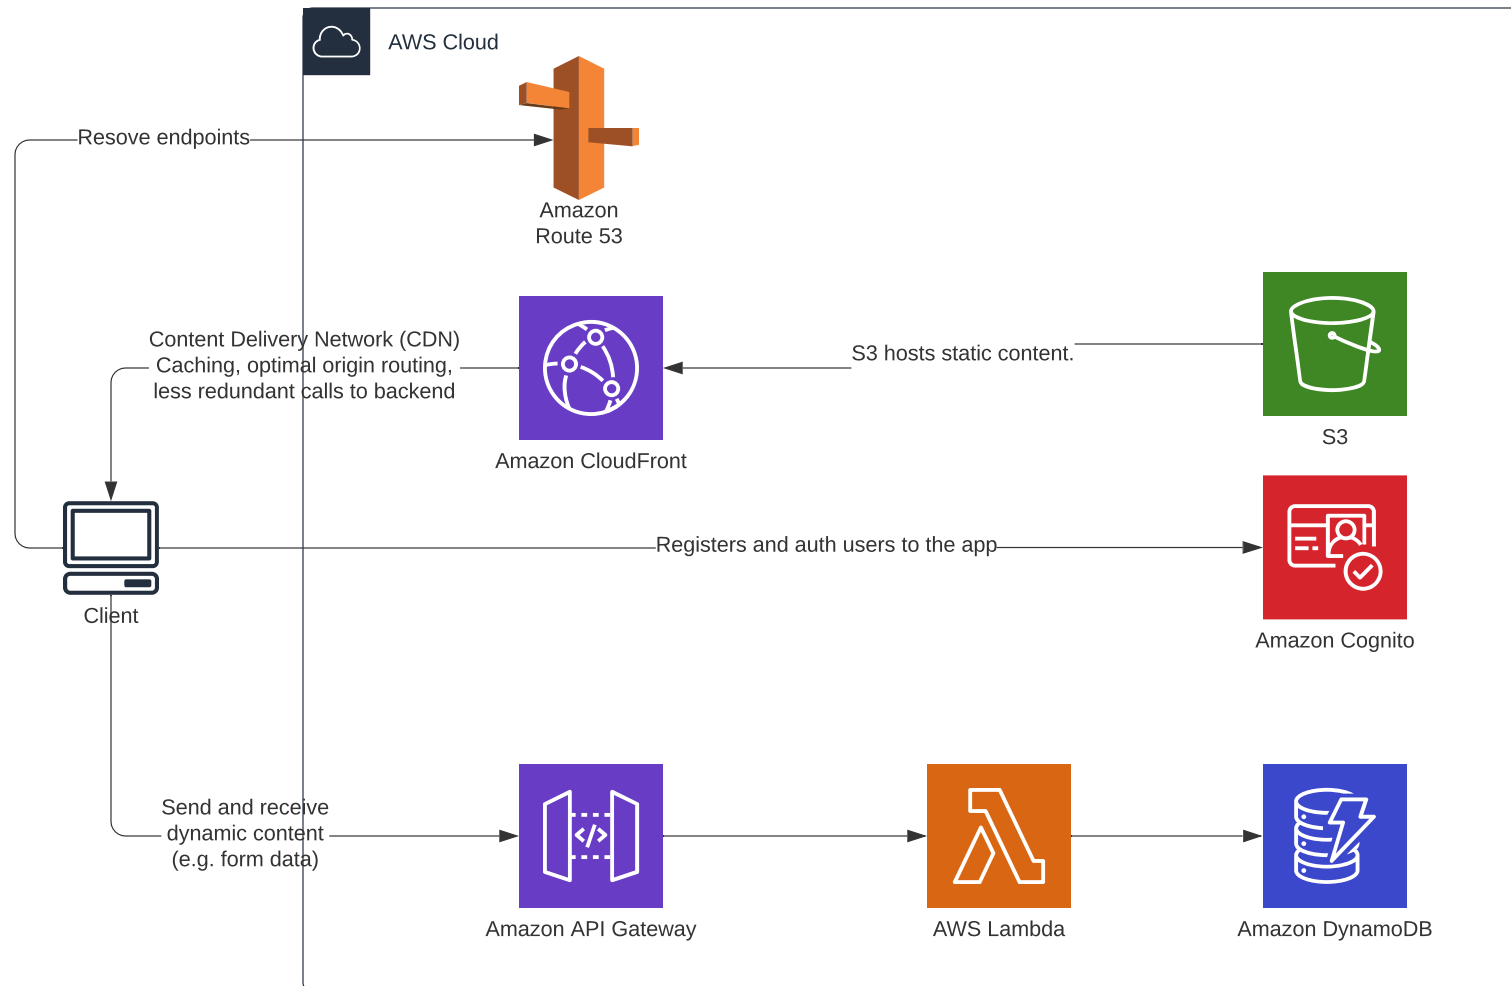 AWS Cloud
Resove endpoints
Amazon
Route 53
Content Delivery Network (CDN)
Caching, optimal origin routing,
less redundant calls to backend
S3 hosts static content.
Amazon CloudFront
S3
Registers and auth users to the app
Client
Amazon Cognito
Send and receive
dynamic content
(e.g. form data)
Amazon API Gateway
AWS Lambda
Amazon DynamoDB